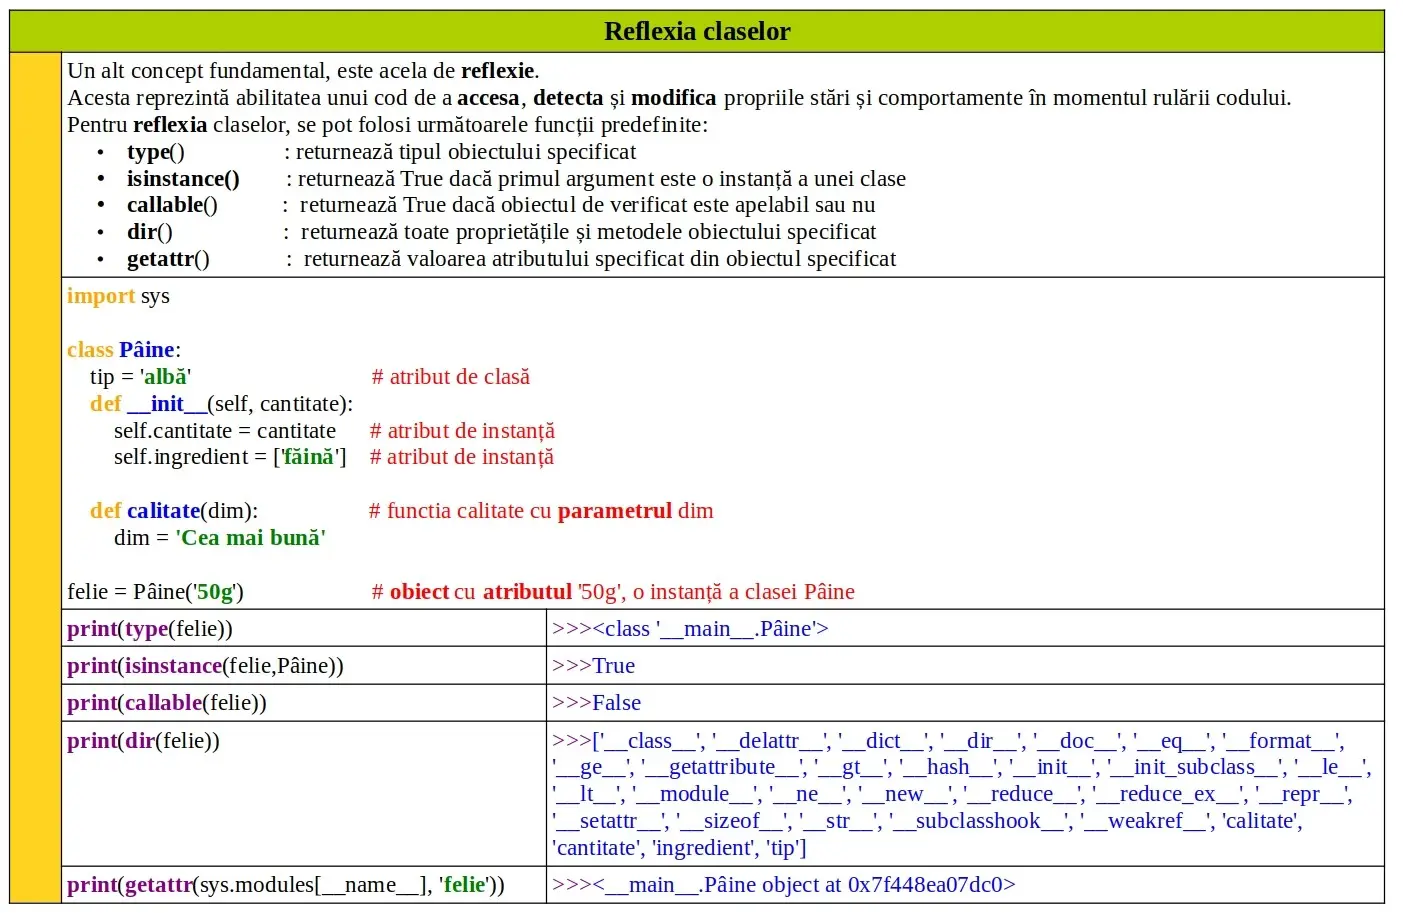 Reflexia claselor
Un alt concept fundamental, este acela de reflexie.
Acesta reprezintă abilitatea unui cod de a accesa, detecta și modifica propriile stări și comportamente în momentul rulării codului.
Pentru reflexia claselor, se pot folosi următoarele funcții predefinite:
• type() : returnează tipul obiectului specificat
• isinstance() : returnează True dacă primul argument este o instanță a unei clase
• callable() : returnează True dacă obiectul de verificat este apelabil sau nu
• dir() : returnează toate proprietățile și metodele obiectului specificat
• getattr() : returnează valoarea atributului specificat din obiectul specificat
import sys
class Pâine:
    tip = 'albă' # atribut de clasă
    def __init__(self, cantitate):
        self.cantitate = cantitate # atribut de instanță
        self.ingredient = ['făină'] # atribut de instanță
    def calitate(dim): # functia calitate cu parametrul dim
        dim = 'Cea mai bună'
felie = Pâine('50g') # obiect cu atributul '50g', o instanță a clasei Pâine
print(type(felie)) >>><class '__main__.Pâine'>
print(isinstance(felie,Pâine)) >>>True
print(callable(felie)) >>>False
print(dir(felie)) >>>['__class__', '__delattr__', '__dict__', '__dir__', '__doc__', '__eq__', '__format__',
'__ge__', '__getattribute__', '__gt__', '__hash__', '__init__', '__init_subclass__', '__le__',
'__lt__', '__module__', '__ne__', '__new__', '__reduce__', '__reduce_ex__', '__repr__',
'__setattr__', '__sizeof__', '__str__', '__subclasshook__', '__weakref__', 'calitate',
'cantitate', 'ingredient', 'tip']
print(getattr(sys.modules[__name__], 'felie')) >>><__main__.Pâine object at 0x7f448ea07dc0>